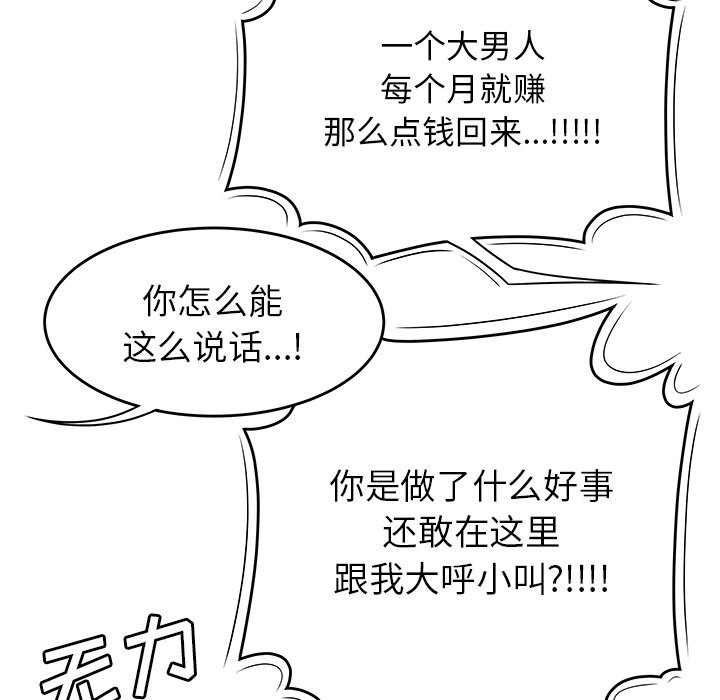 一个大男人
每个月就赚
那么点钱回来...!!!!!
你怎么能
这么说话...!
你是做了什么好事
还敢在这里
跟我大呼小叫?!!!!
无力